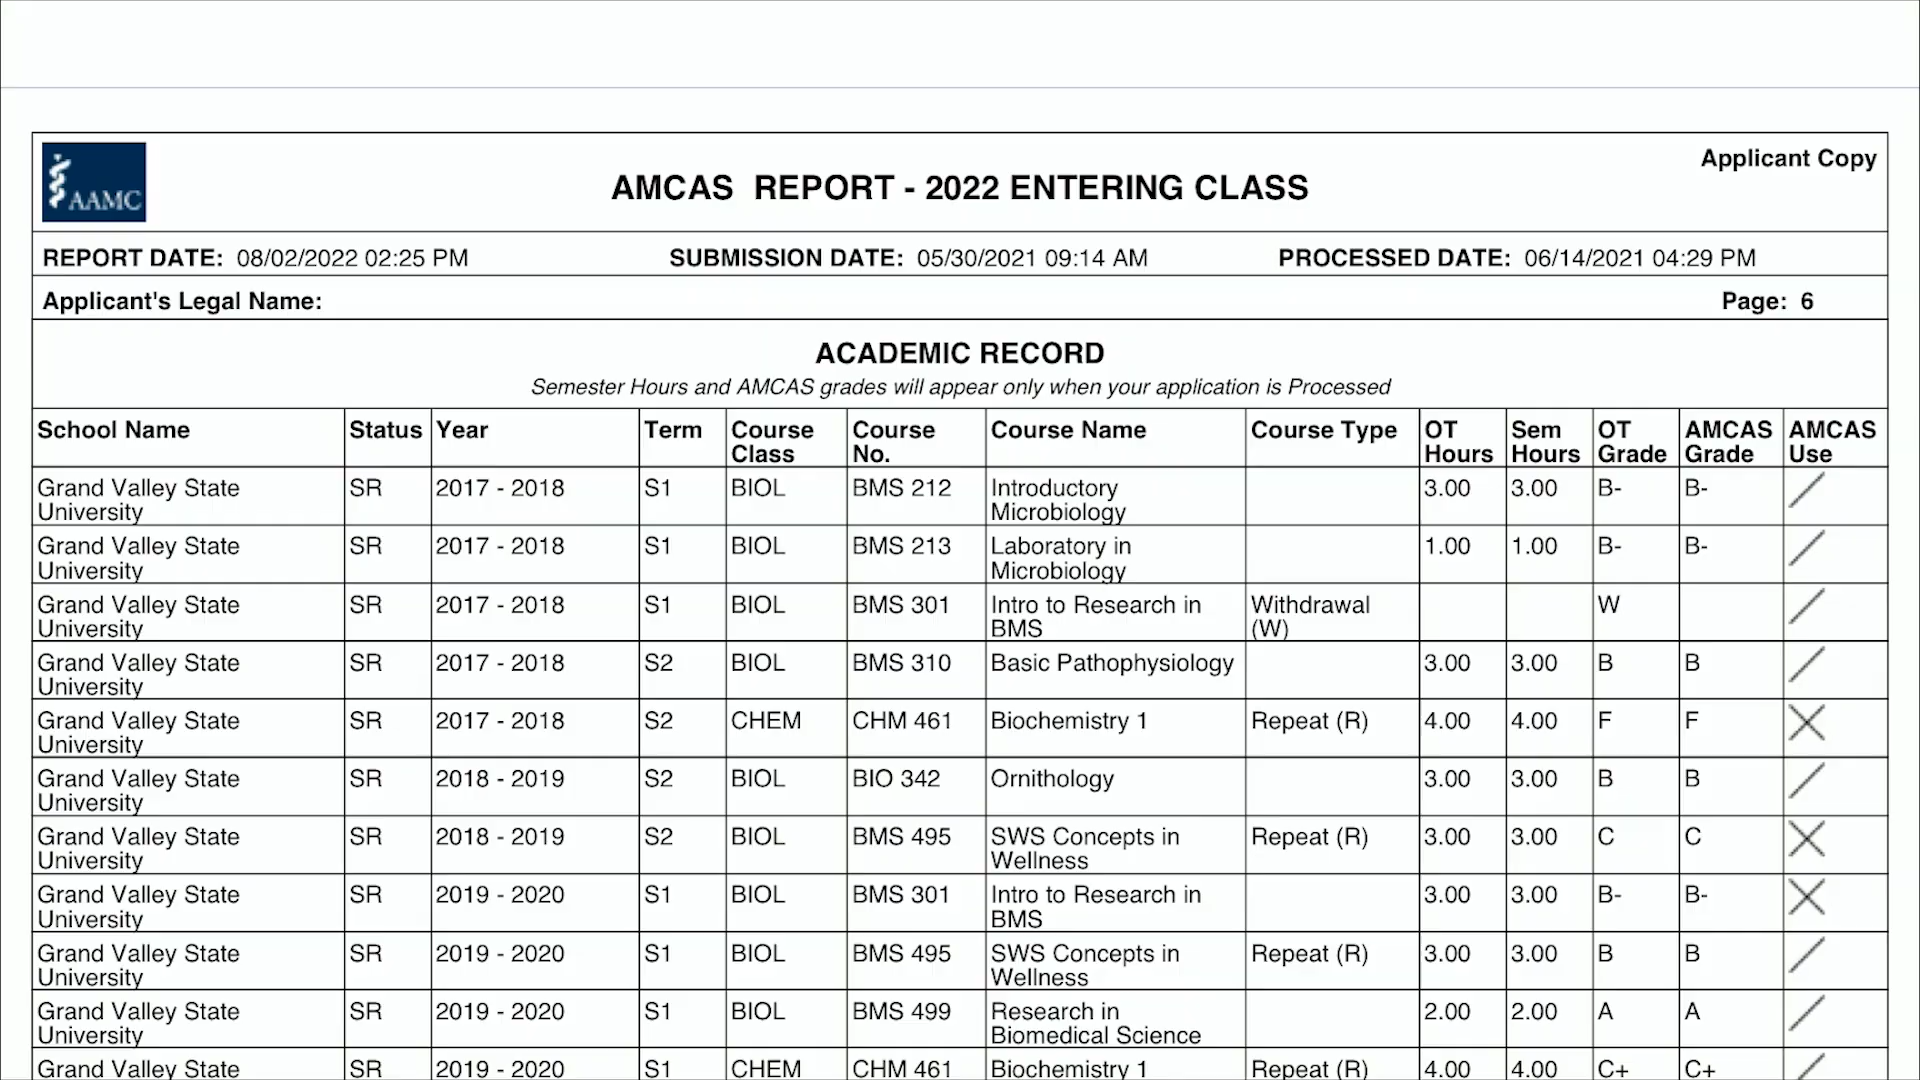 AAMC
Applicant Copy
AMCAS REPORT - 2022 ENTERING CLASS
REPORT DATE: 08/02/2022 02:25 PM SUBMISSION DATE: 05/30/2021 09:14 AM PROCESSED DATE: 06/14/2021 04:29 PM
Applicant's Legal Name: Page: 6
ACADEMIC RECORD
Semester Hours and AMCAS grades will appear only when your application is Processed
School Name Status Year Term Course Course Course Name Course Type OT Sem OT AMCAS AMCAS
Class No. Hours Hours Grade Grade Use
Grand Valley State SR 2017 - 2018 S1 BIOL BMS 212 Introductory 3.00 3.00 B- B-
University Microbiology
Grand Valley State SR 2017 - 2018 S1 BIOL BMS 213 Laboratory in 1.00 1.00 B- B-
University Microbiology
Grand Valley State SR 2017 - 2018 S1 BIOL BMS 301 Intro to Research in Withdrawal W
University BMS (W)
Grand Valley State SR 2017 - 2018 S2 BIOL BMS 310 Basic Pathophysiology 3.00 3.00 B B
University
Grand Valley State SR 2017 - 2018 S2 CHEM CHM 461 Biochemistry 1 Repeat (R) 4.00 4.00 F F
University
Grand Valley State SR 2018 - 2019 S2 BIOL BIO 342 Ornithology 3.00 3.00 B B
University
Grand Valley State SR 2018 - 2019 S2 BIOL BMS 495 SWS Concepts in Repeat (R) 3.00 3.00 C C
University Wellness
Grand Valley State SR 2019 - 2020 S1 BIOL BMS 301 Intro to Research in 3.00 3.00 B- B-
University BMS
Grand Valley State SR 2019 - 2020 S1 BIOL BMS 495 SWS Concepts in Repeat (R) 3.00 3.00 B B
University Wellness
Grand Valley State SR 2019 - 2020 S1 BIOL BMS 499 Research in 2.00 2.00 A A
University Biomedical Science
Grand Valley State SR 2019 - 2020 S1 CHEM CHM 461 Biochemistry 1 Repeat (R) 4.00 4.00 C+ C+